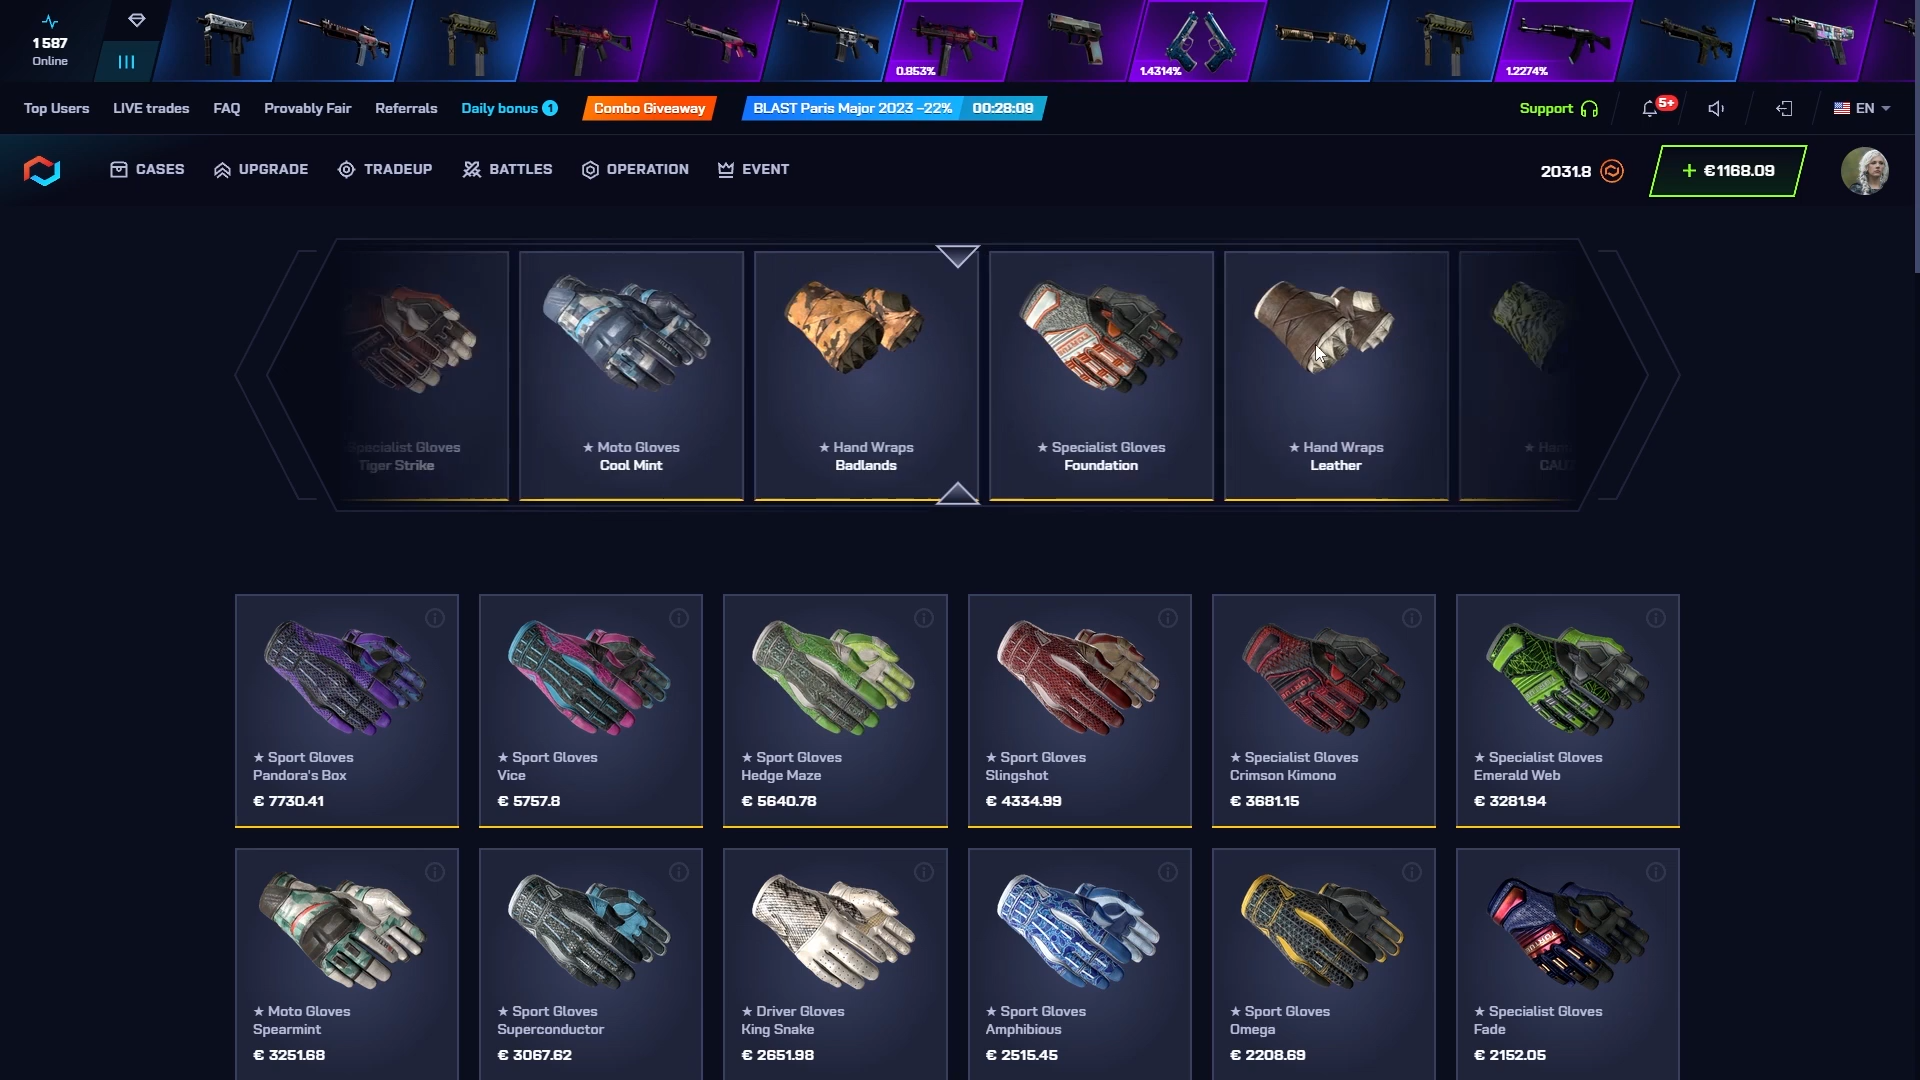 1 587
Online
0.853%
1.4314%
1.2274%
Top Users
LIVE trades
FAQ
Provably Fair
Referrals
Daily bonus 1
Combo Giveaway
BLAST Paris Major 2023 -22%
00:28:09
Support
5+
EN
CASES
UPGRADE
TRADEUP
BATTLES
OPERATION
EVENT
2031.8
+ €1168.09
Specialist Gloves
Tiger Strike
★ Moto Gloves
Cool Mint
★ Hand Wraps
Badlands
★ Specialist Gloves
Foundation
★ Hand Wraps
Leather
★ Sport Gloves
Pandora's Box
€ 7730.41
★ Sport Gloves
Vice
€ 5757.8
★ Sport Gloves
Hedge Maze
€ 5640.78
★ Sport Gloves
Slingshot
€ 4334.99
★ Specialist Gloves
Crimson Kimono
€ 3681.15
★ Specialist Gloves
Emerald Web
€ 3281.94
★ Moto Gloves
Spearmint
€ 3251.68
★ Sport Gloves
Superconductor
€ 3067.62
★ Driver Gloves
King Snake
€ 2651.98
★ Sport Gloves
Amphibious
€ 2515.45
★ Sport Gloves
Omega
€ 2208.69
★ Specialist Gloves
Fade
€ 2152.05